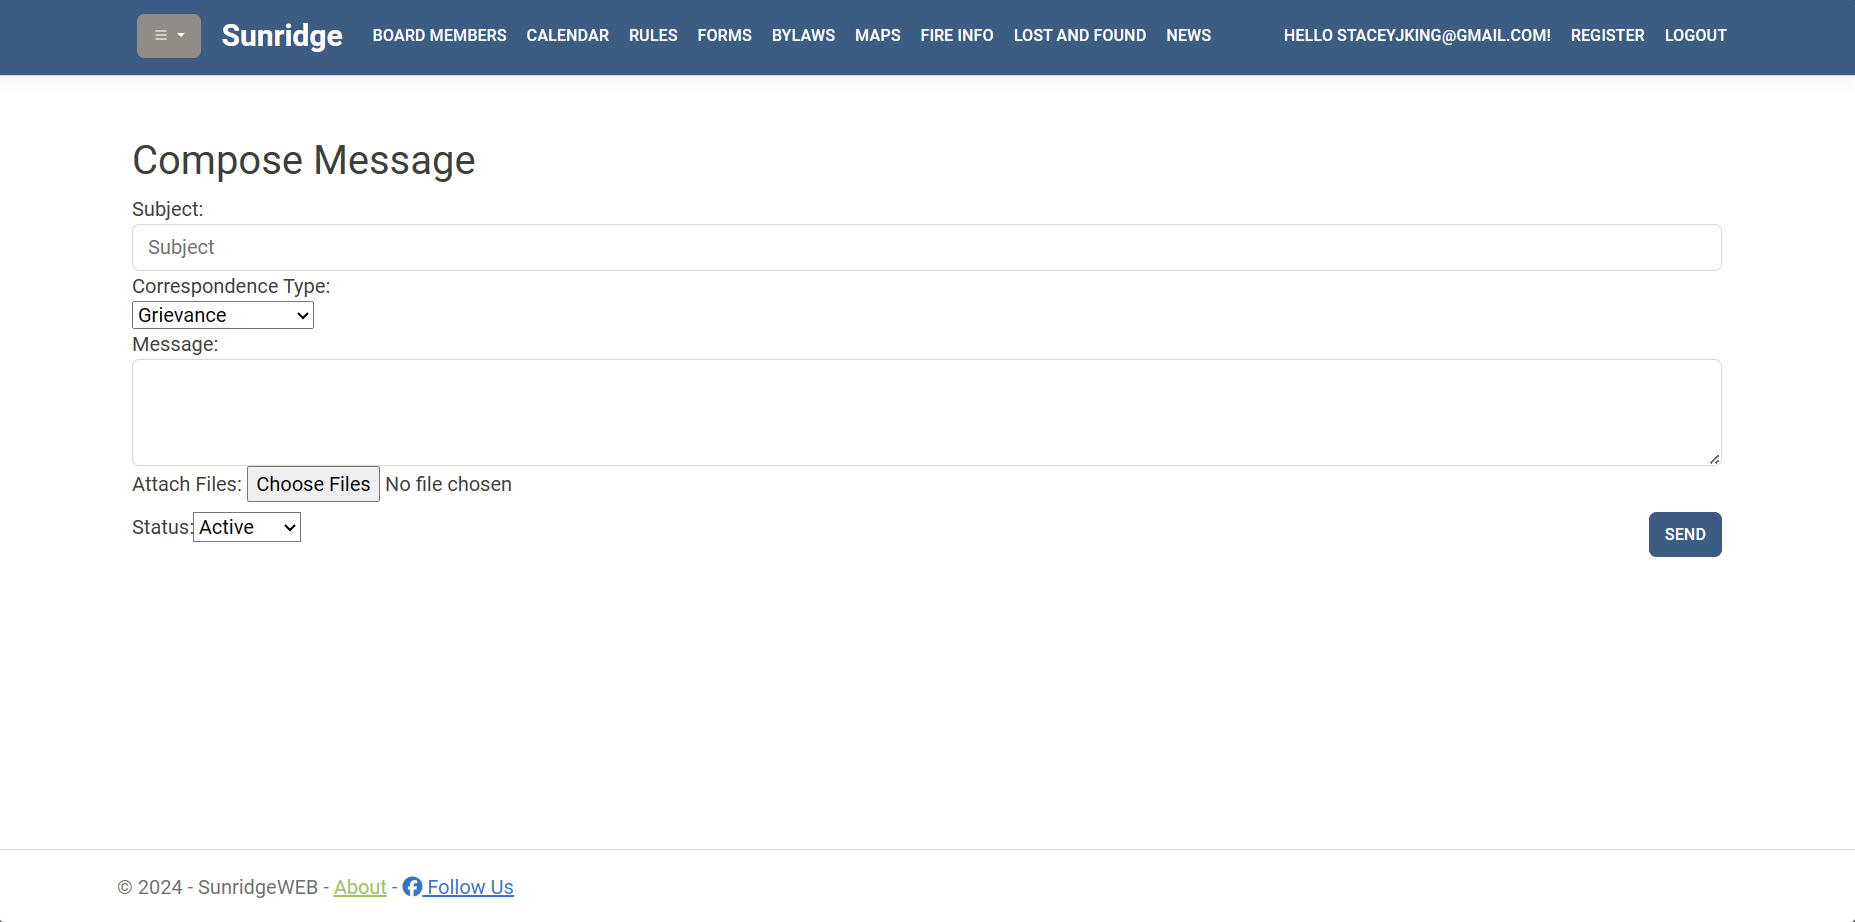 Sunridge BOARD MEMBERS CALENDAR RULES FORMS BYLAWS MAPS FIRE INFO LOST AND FOUND NEWS HELLO STACEYJKING@GMAIL.COM! REGISTER LOGOUT
Compose Message
Subject:
Subject
Correspondence Type:
Grievance
Message:
Attach Files: Choose Files No file chosen
Status: Active
SEND
© 2024 - SunridgeWEB - About - Follow Us